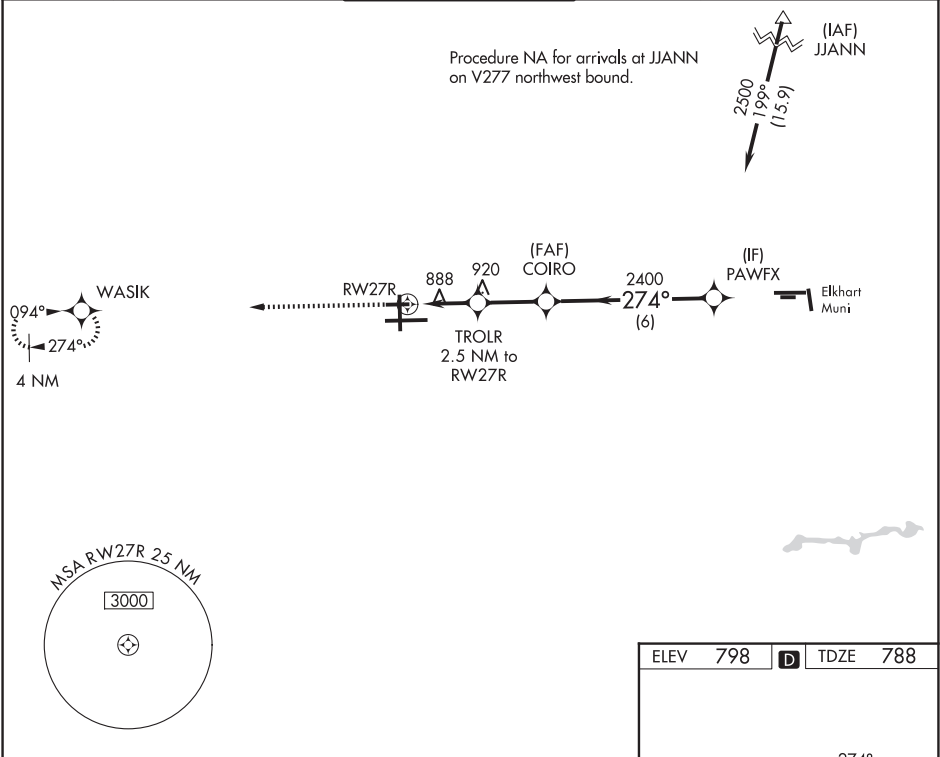 (IAF)
JJANN
Procedure NA for arrivals at JJANN
on V277 northwest bound.
2500
199°
(15.9)
(FAF)
COIRO
(IF)
PAWFX
WASIK
RW27R
888
920
2400
274°
(6)
Elkhart
Muni
094°
274°
4 NM
TROLR
2.5 NM to
RW27R
MSA RW27R 25 NM
3000
ELEV 798 D TDZE 788